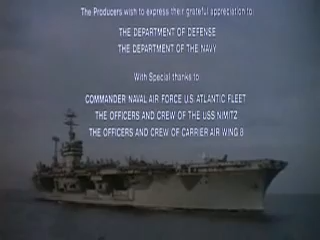 The Producers wish to express their grateful appreciation to:
THE DEPARTMENT OF DEFENSE
THE DEPARTMENT OF THE NAVY
With Special thanks to:
COMMANDER NAVAL AIR FORCE U.S. ATLANTIC FLEET
THE OFFICERS AND CREW OF THE USS NIMITZ
THE OFFICERS AND CREW OF CARRIER AIR WING 8